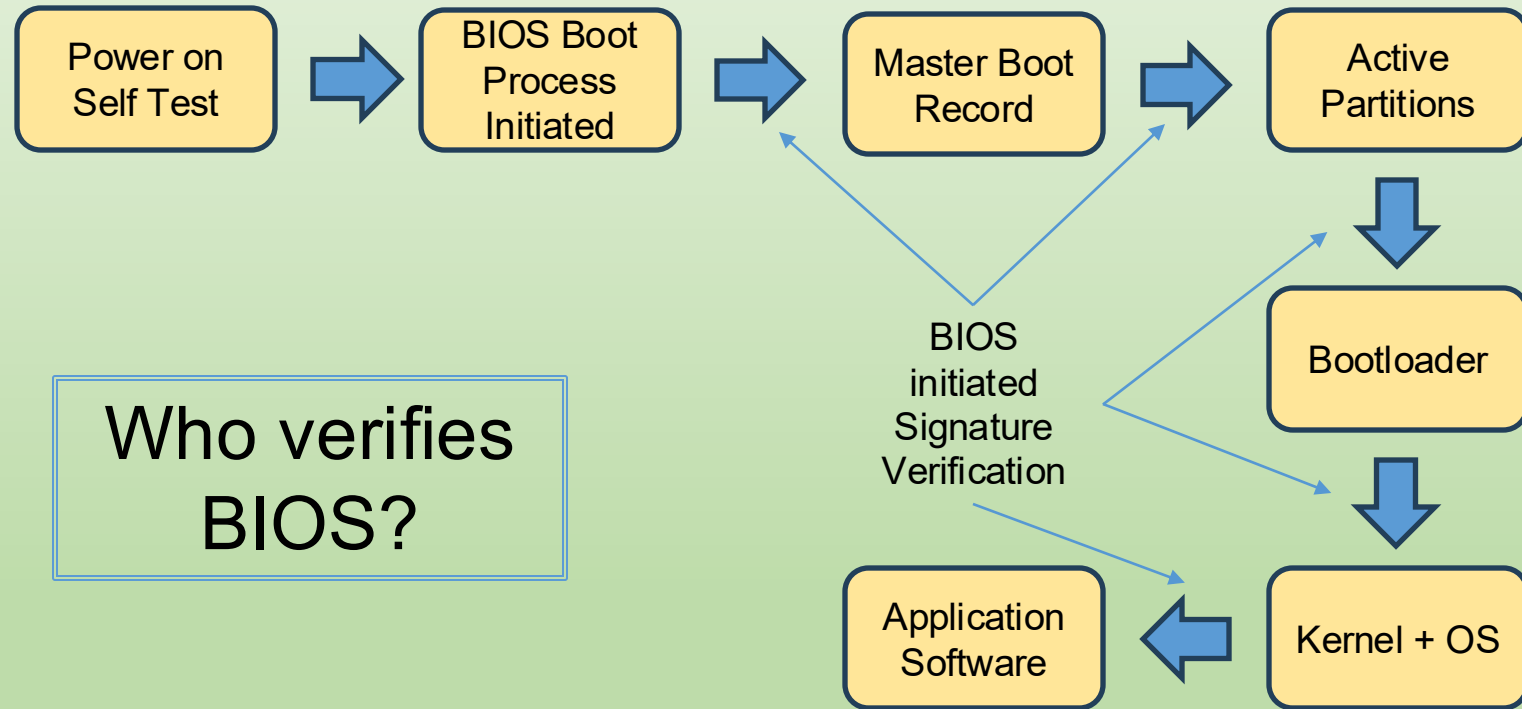 Power on
Self Test
BIOS Boot
Process
Initiated
Master Boot
Record
Active
Partitions
BIOS
initiated
Signature
Verification
Bootloader
Who verifies
BIOS?
Application
Software
Kernel + OS